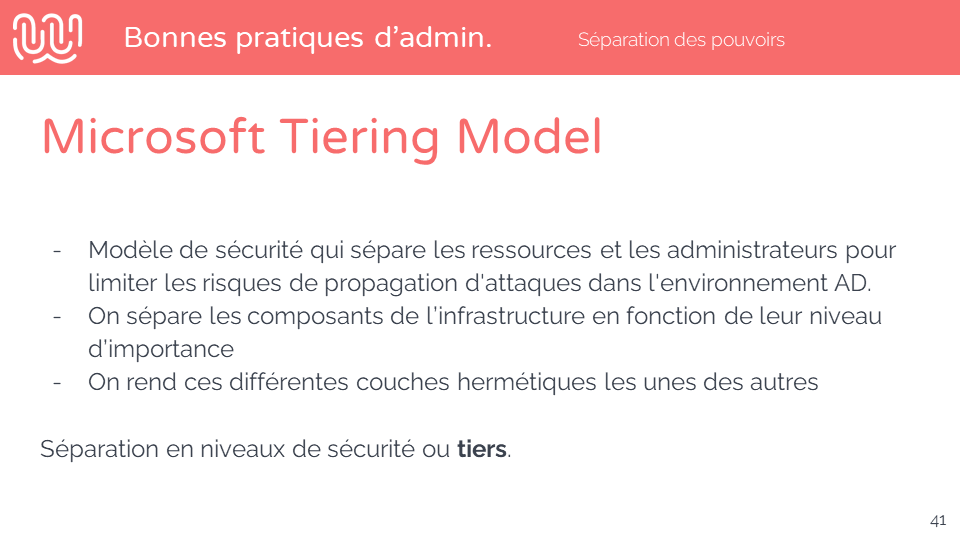 Bonnes pratiques d’admin.
Séparation des pouvoirs
Microsoft Tiering Model
- Modèle de sécurité qui sépare les ressources et les administrateurs pour
limiter les risques de propagation d'attaques dans l'environnement AD.
- On sépare les composants de l’infrastructure en fonction de leur niveau
d’importance
- On rend ces différentes couches hermétiques les unes des autres
Séparation en niveaux de sécurité ou tiers.
41